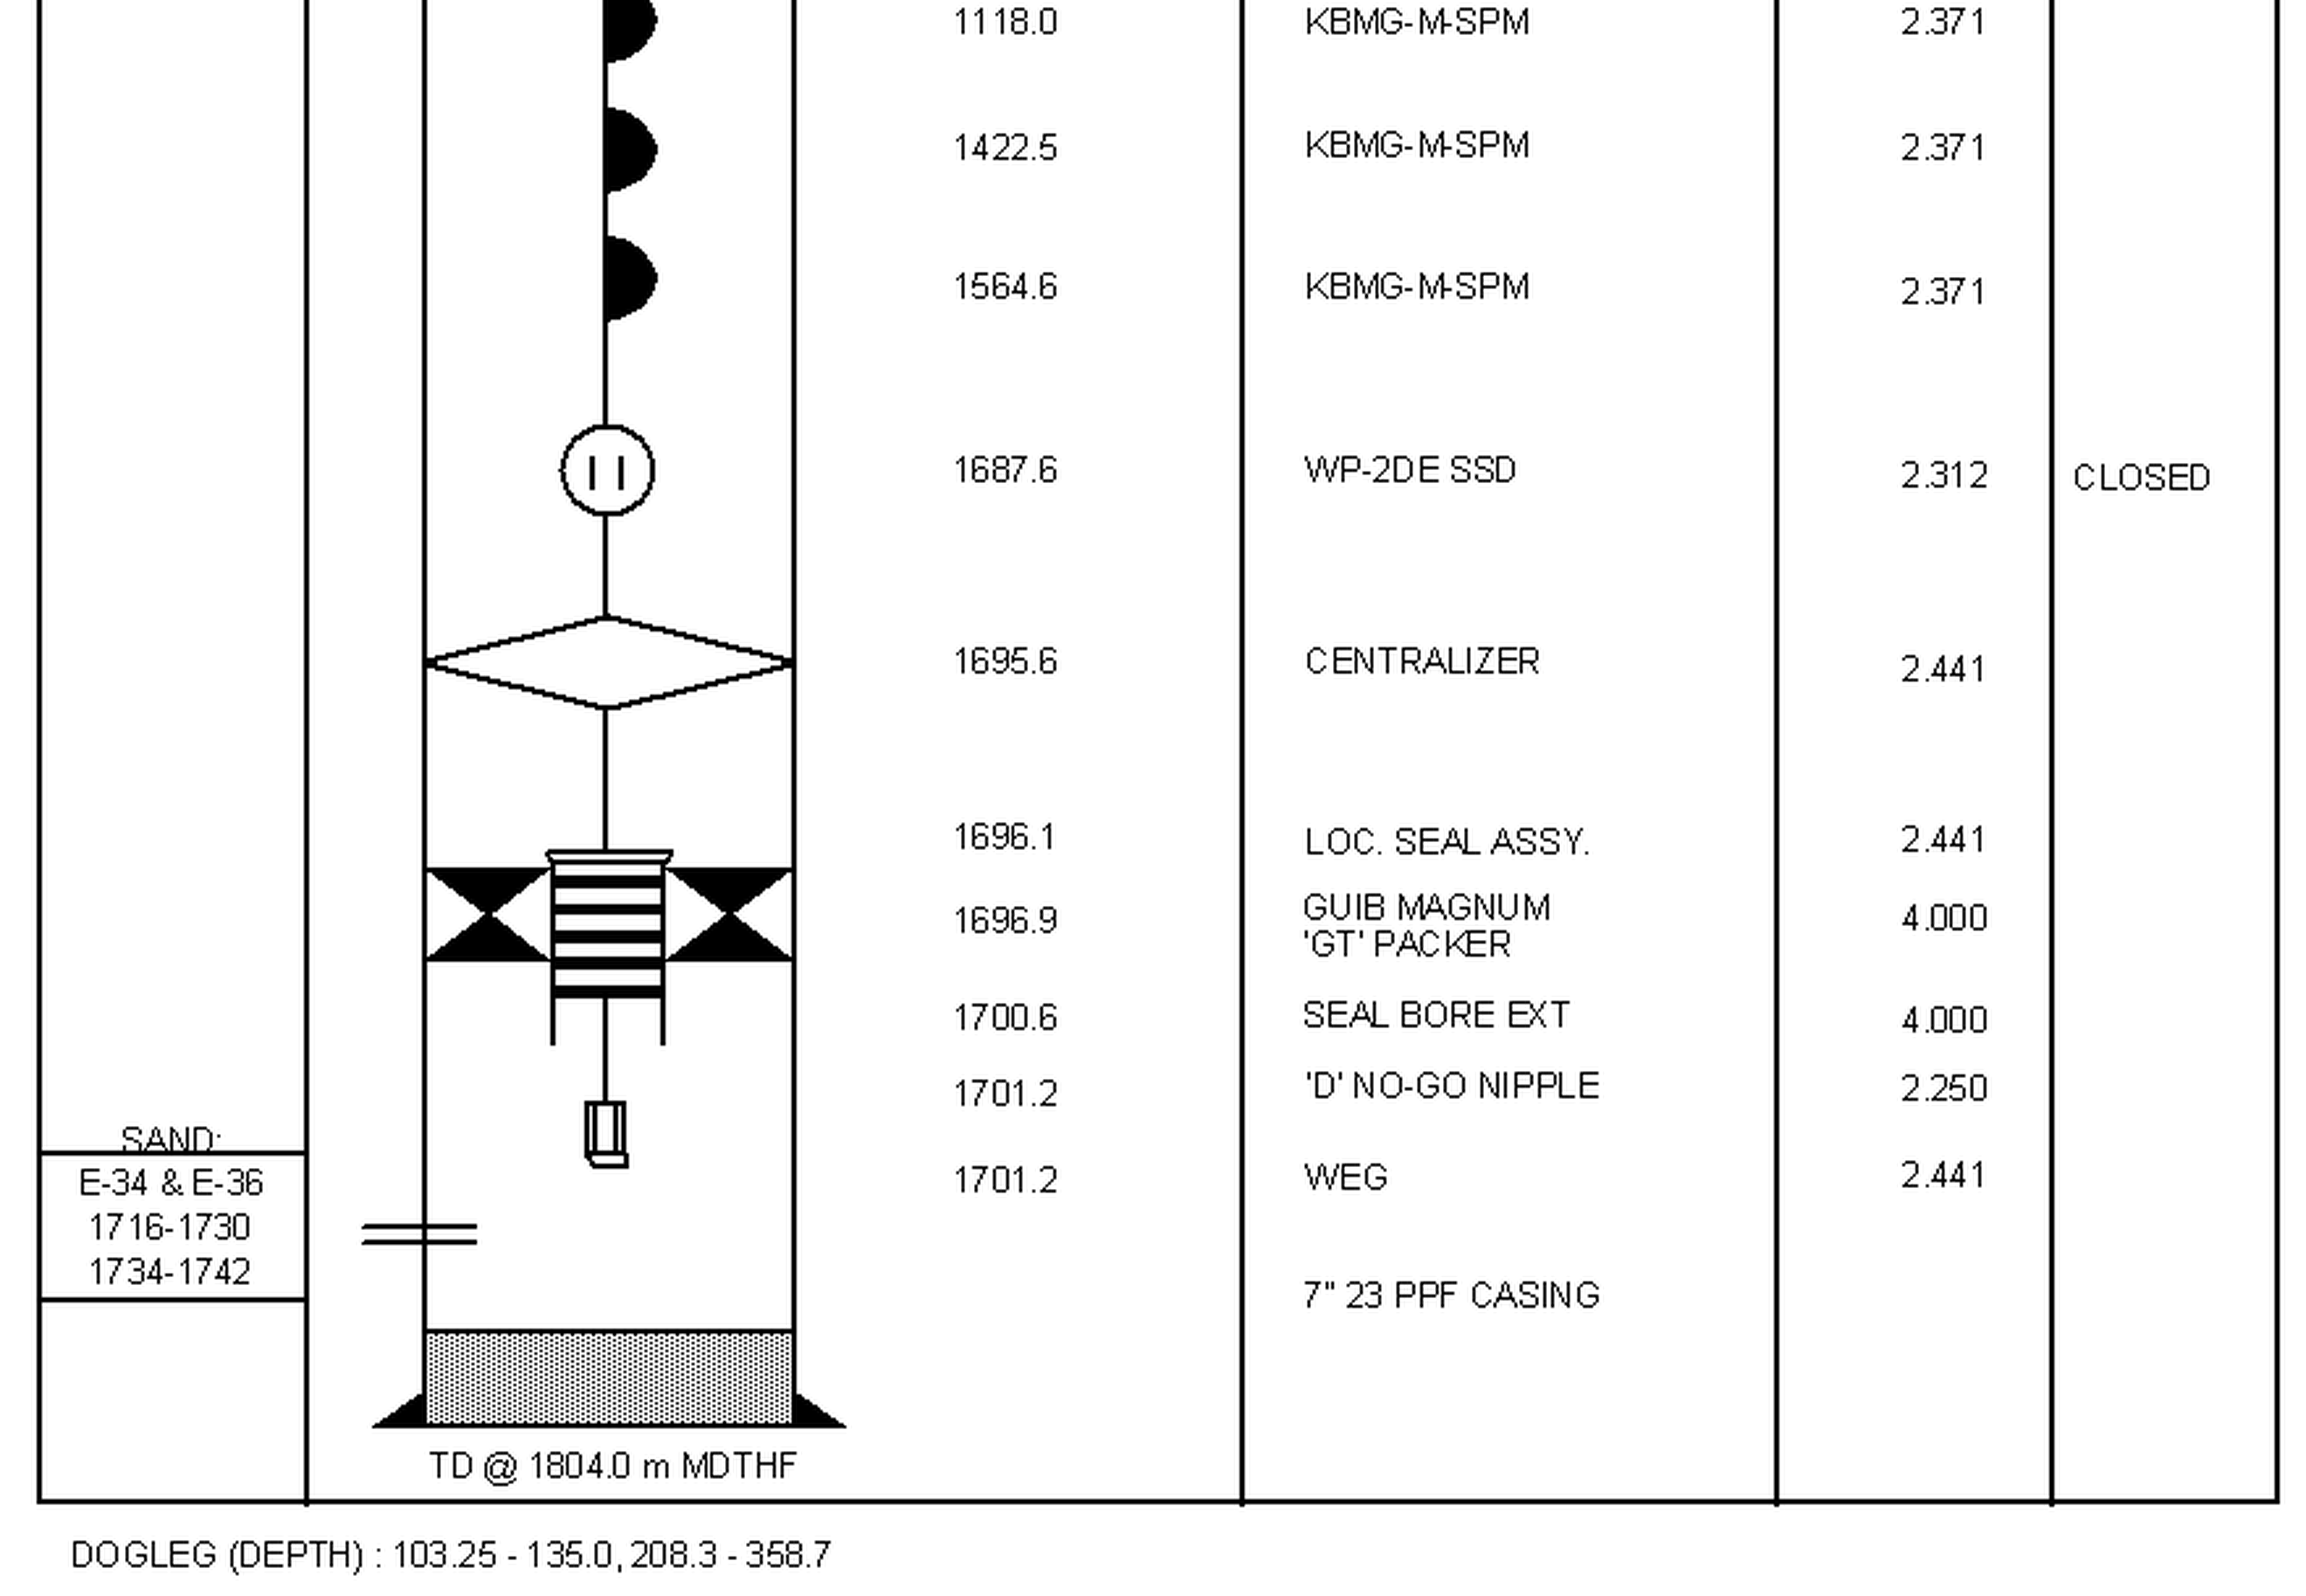 1118.0 KBMG-M-SPM 2.371
1422.5 KBMG-M-SPM 2.371
1564.6 KBMG-M-SPM 2.371
1687.6 WP-2DE SSD 2.312 CLOSED
1695.6 CENTRALIZER 2.441
1696.1 LOC. SEAL ASSY. 2.441
1696.9 GUIB MAGNUM 4.000
'GT' PACKER
1700.6 SEAL BORE EXT 4.000
1701.2 'D' NO-GO NIPPLE 2.250
SAND:
E-34 & E-36 1701.2 WEG 2.441
1716-1730
1734-1742
7" 23 PPF CASING
TD @ 1804.0 m MDTHF
DOGLEG (DEPTH) : 103.25 - 135.0, 208.3 - 358.7